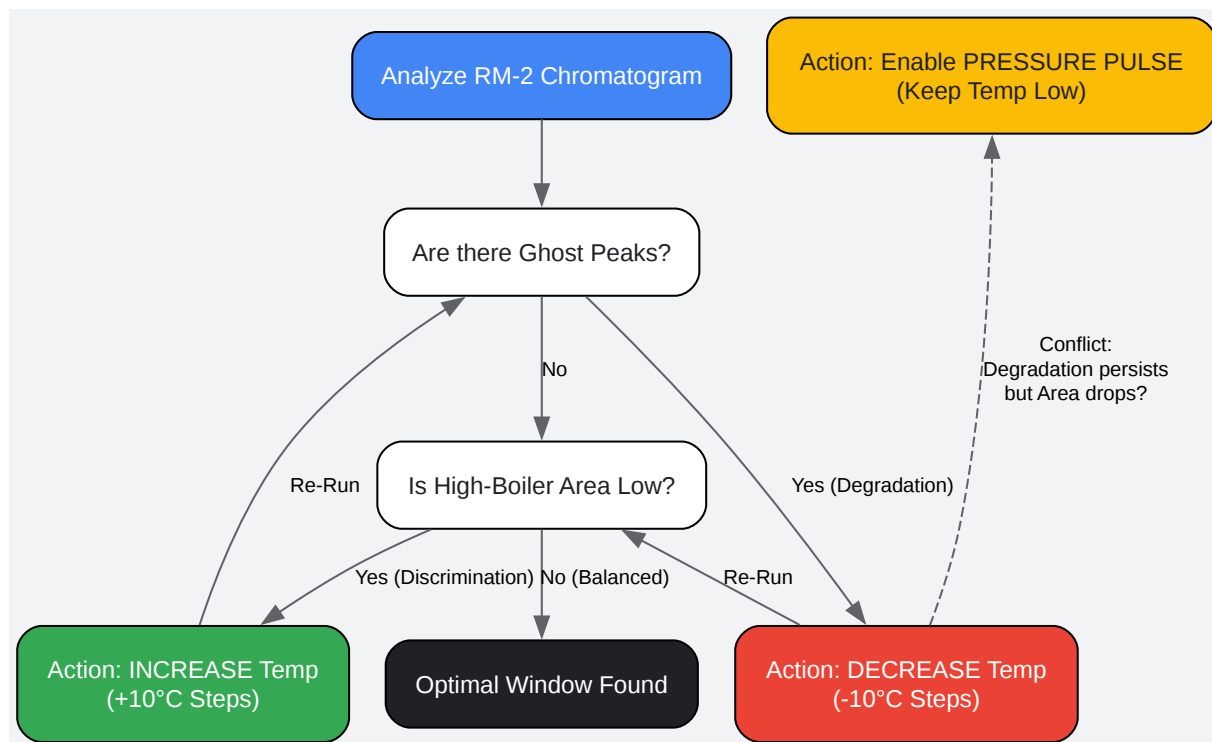 Analyze RM-2 Chromatogram
Action: Enable PRESSURE PULSE
(Keep Temp Low)
Are there Ghost Peaks?
No
Conflict:
Degradation persists
but Area drops?
Re-Run
Is High-Boiler Area Low?
Yes (Degradation)
Yes (Discrimination)
No (Balanced)
Re-Run
Action: INCREASE Temp
(+10°C Steps)
Optimal Window Found
Action: DECREASE Temp
(-10°C Steps)